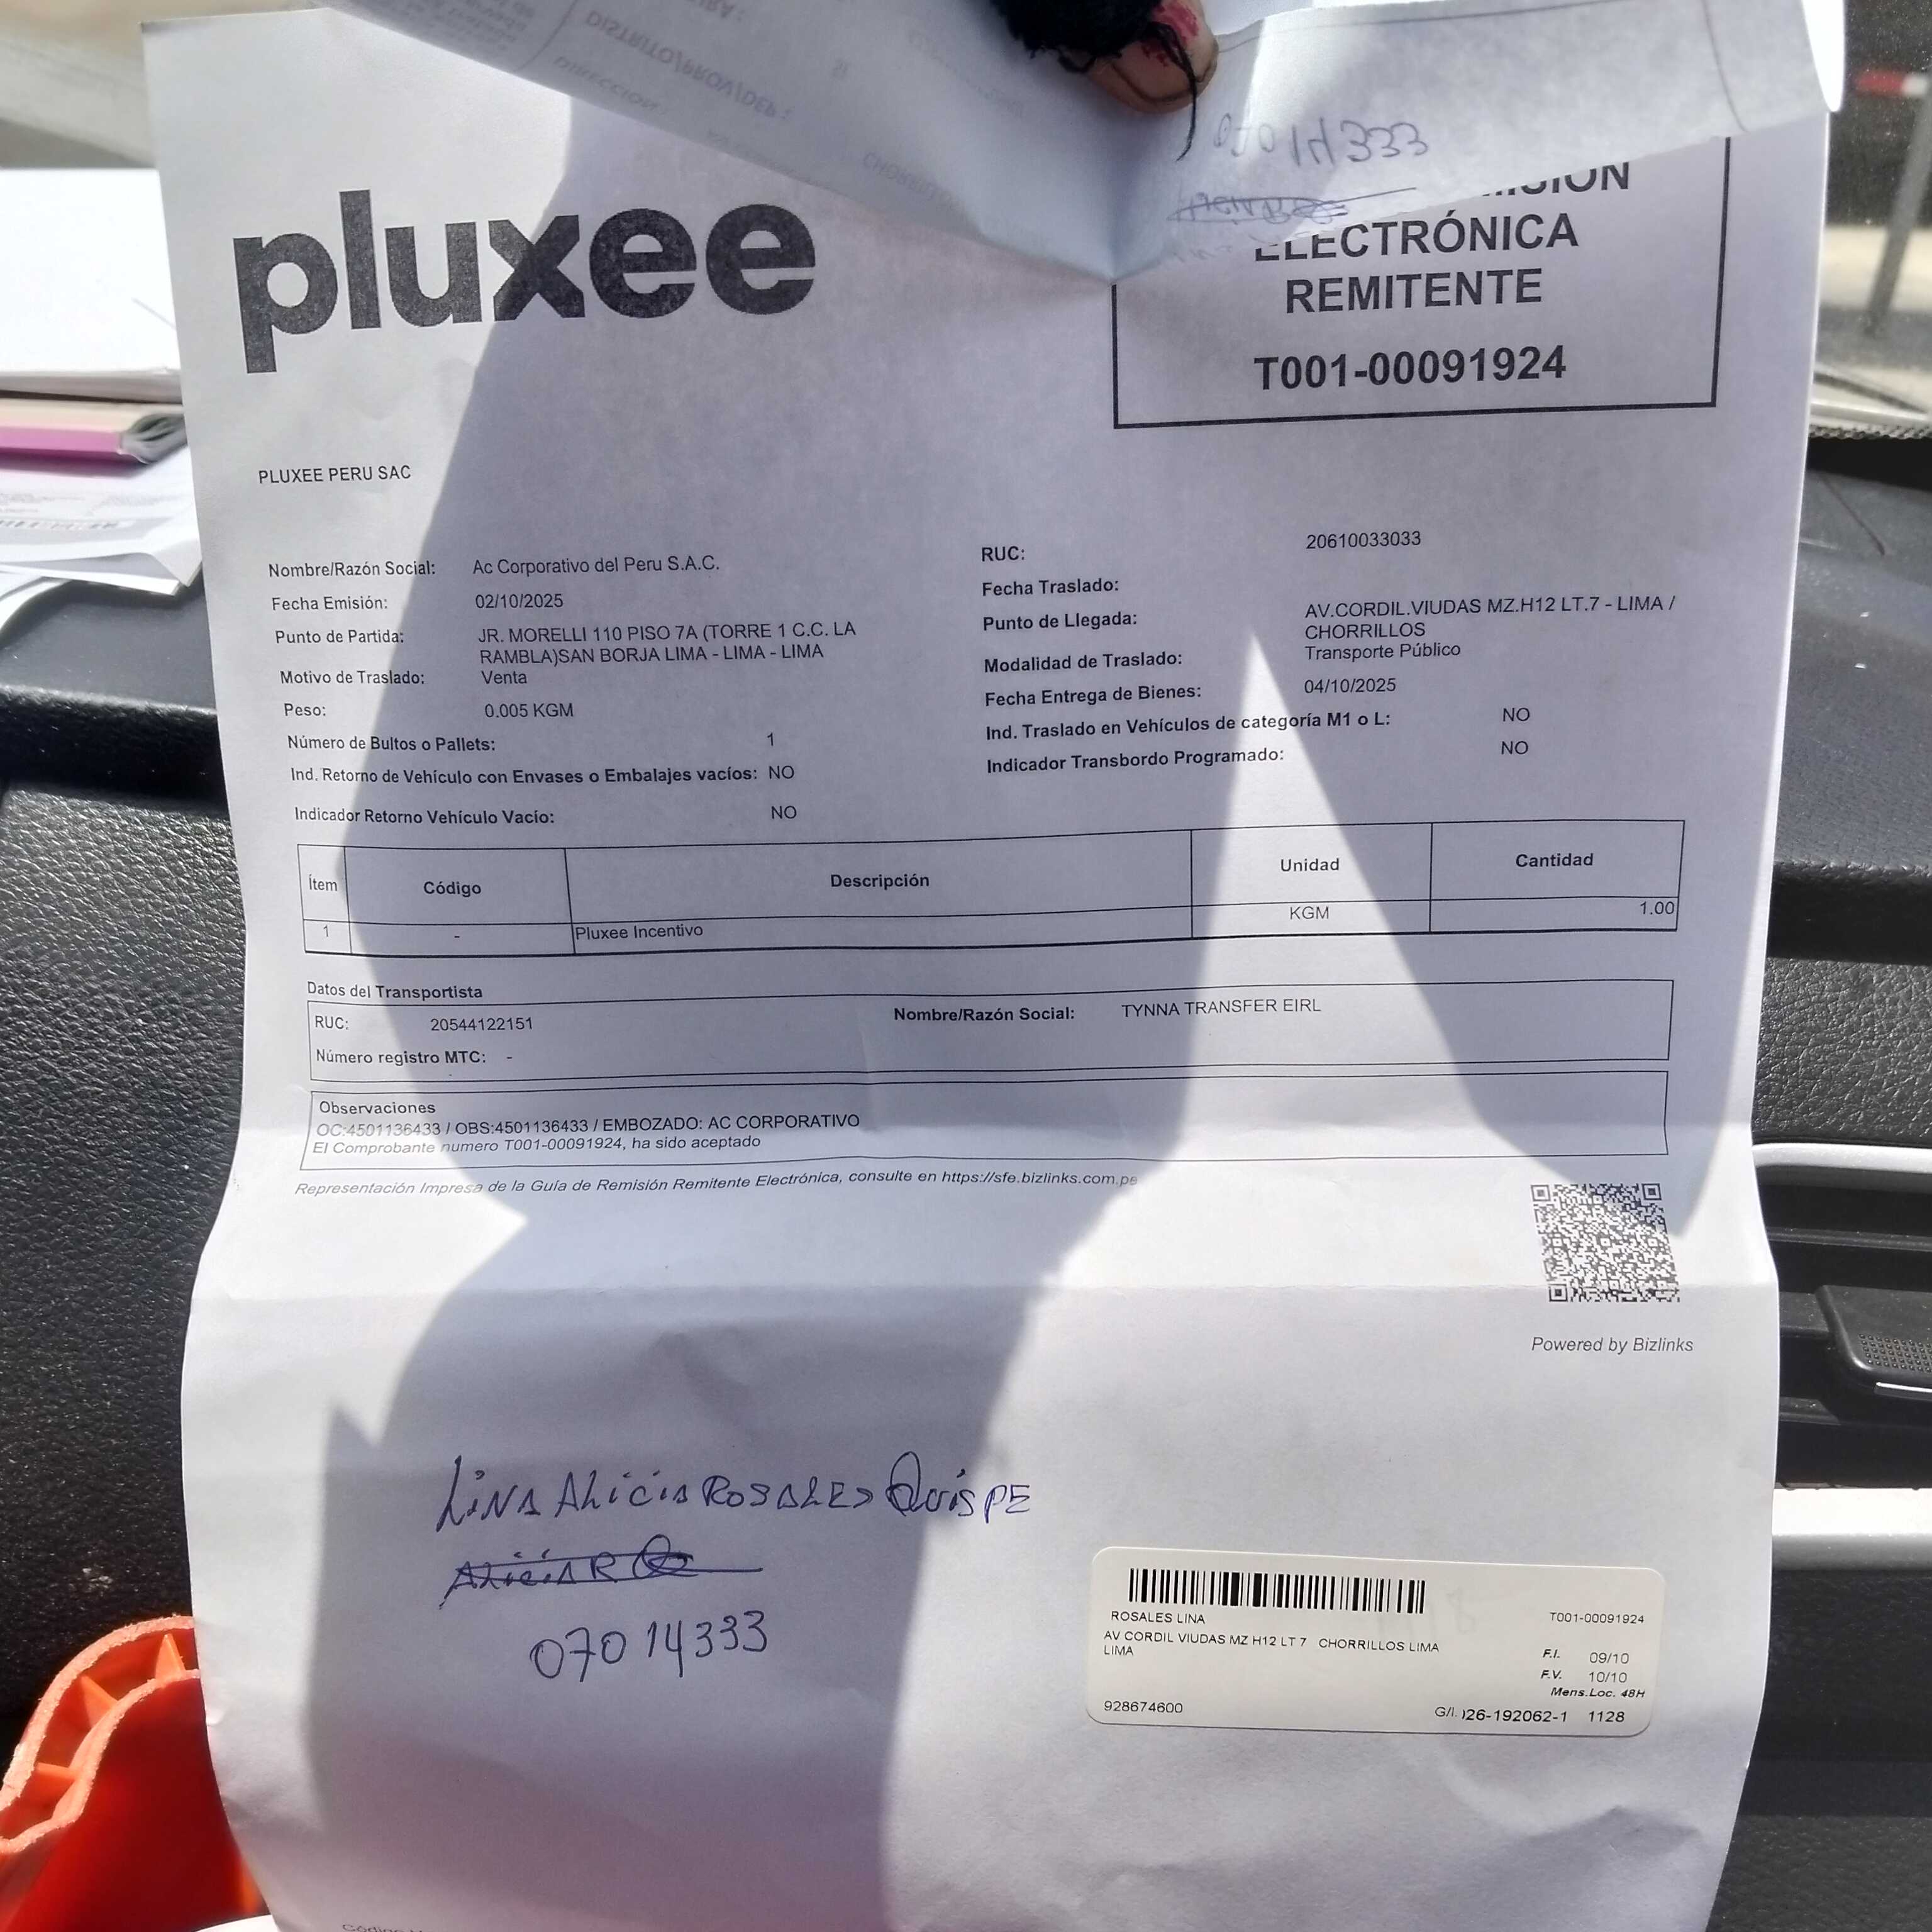 DISTRITO/PROV/DEP :
DIRECCION :
07014333
pluxee
ELECTRÓNICA
REMITENTE
T001-00091924
PLUXEE PERU SAC
Nombre/Razón Social: Ac Corporativo del Peru S.A.C.
Fecha Emisión: 02/10/2025
Punto de Partida: JR. MORELLI 110 PISO 7A (TORRE 1 C.C. LA
RAMBLA)SAN BORJA LIMA - LIMA - LIMA
Motivo de Traslado: Venta
Peso: 0.005 KGM
Número de Bultos o Pallets: 1
Ind. Retorno de Vehículo con Envases o Embalajes vacíos: NO
Indicador Retorno Vehículo Vacío: NO
RUC: 20610033033
Fecha Traslado:
Punto de Llegada: AV.CORDIL.VIUDAS MZ.H12 LT.7 - LIMA /
CHORRILLOS
Modalidad de Traslado: Transporte Público
Fecha Entrega de Bienes: 04/10/2025
Ind. Traslado en Vehículos de categoría M1 o L: NO
Indicador Transbordo Programado: NO
Ítem Código Descripción Unidad Cantidad
1 - Pluxee Incentivo KGM 1.00
Datos del Transportista
RUC: 20544122151 Nombre/Razón Social: TYNNA TRANSFER EIRL
Número registro MTC: -
Observaciones
OC:4501136433 / OBS:4501136433 / EMBOZADO: AC CORPORATIVO
El Comprobante numero T001-00091924, ha sido aceptado
Representación Impresa de la Guía de Remisión Remitente Electrónica, consulte en https://sfe.bizlinks.com.pe
Powered by Bizlinks
LINA ALICIA ROSALES QUISPE
ALICIA R Q
07014333
ROSALES LINA T001-00091924
AV CORDIL VIUDAS MZ H12 LT 7 CHORRILLOS LIMA
LIMA
F.I. 09/10
F.V. 10/10
Mens.Loc. 48H
928674600 G/I. 26-192062-1 1128